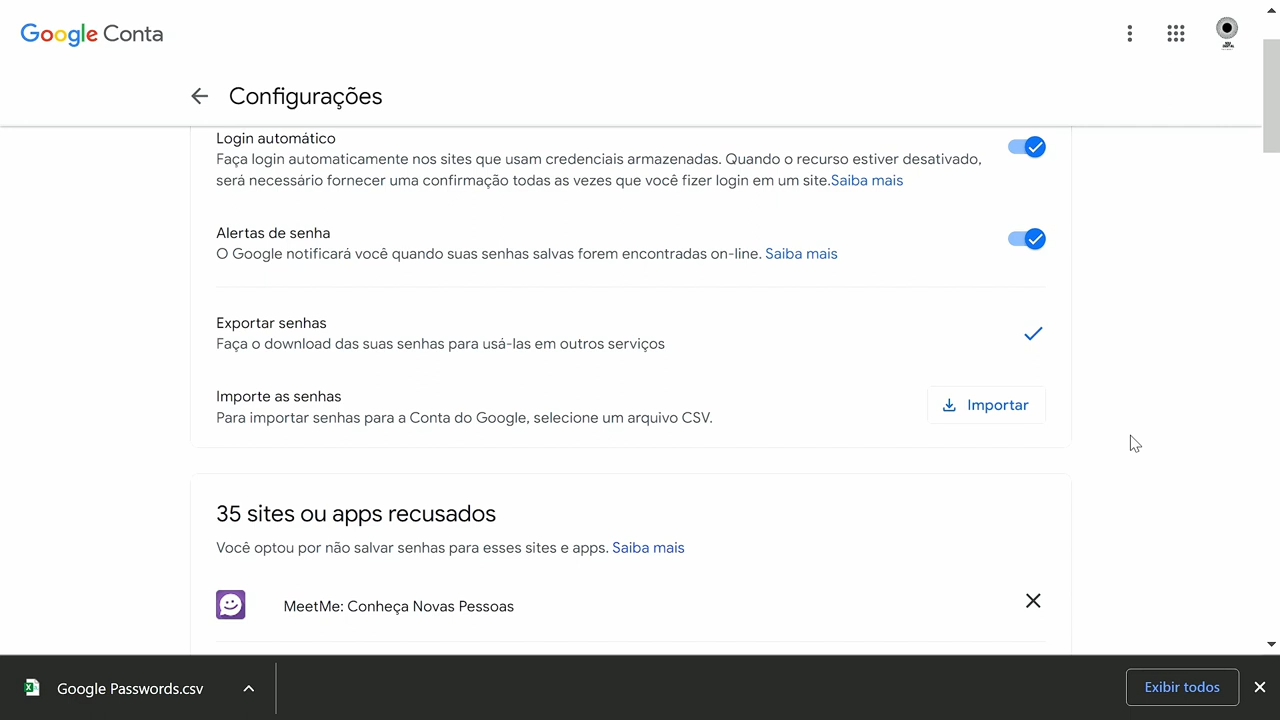 Google Conta
Configurações
Login automático
Faça login automaticamente nos sites que usam credenciais armazenadas. Quando o recurso estiver desativado,
será necessário fornecer uma confirmação todas as vezes que você fizer login em um site.Saiba mais
Alertas de senha
O Google notificará você quando suas senhas salvas forem encontradas on-line. Saiba mais
Exportar senhas
Faça o download das suas senhas para usá-las em outros serviços
Importe as senhas
Para importar senhas para a Conta do Google, selecione um arquivo CSV.
Importar
35 sites ou apps recusados
Você optou por não salvar senhas para esses sites e apps. Saiba mais
MeetMe: Conheça Novas Pessoas
Google Passwords.csv
Exibir todos